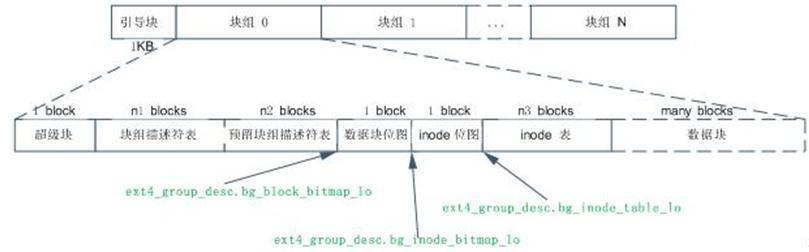 引导块 块组 0 块组 1 ... 块组 N
1KB
1 block n1 blocks n2 blocks 1 block 1 block n3 blocks many blocks
超级块 块组描述符表 预留块组描述符表 数据块位图 inode 位图 inode 表 数据块
ext4_group_desc.bg_block_bitmap_lo
ext4_group_desc.bg_inode_table_lo
ext4_group_desc.bg_inode_bitmap_lo